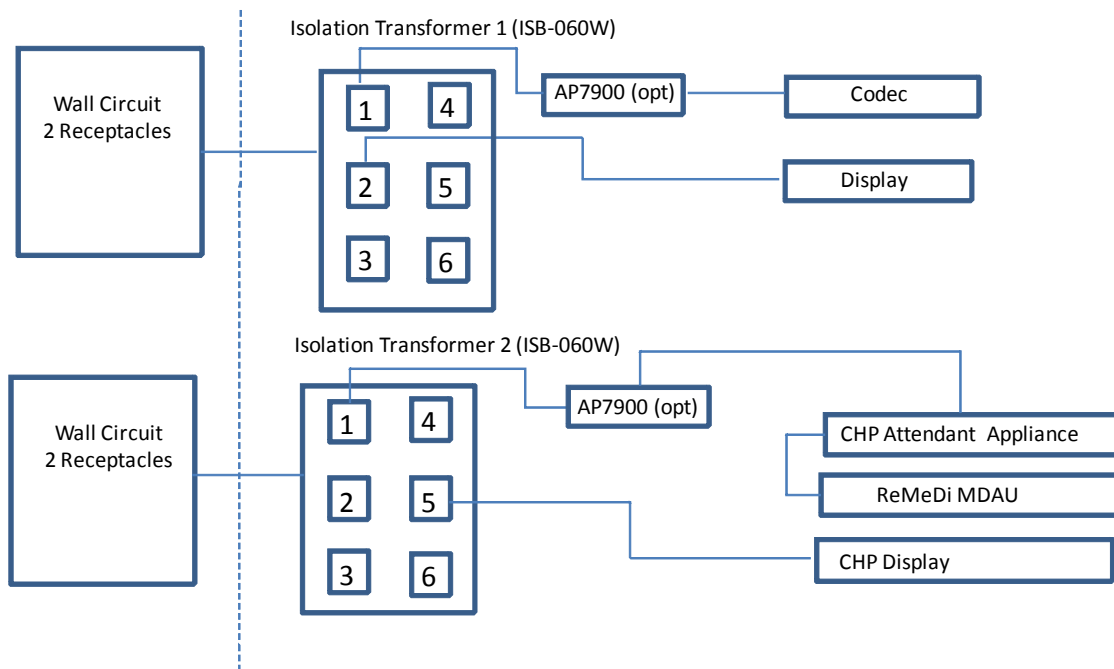 Isolation Transformer 1 (ISB-060W)
Wall Circuit
2 Receptacles
1
4
2
5
3
6
AP7900 (opt)
Codec
Display
Isolation Transformer 2 (ISB-060W)
Wall Circuit
2 Receptacles
1
4
2
5
3
6
AP7900 (opt)
CHP Attendant Appliance
ReMeDi MDAU
CHP Display